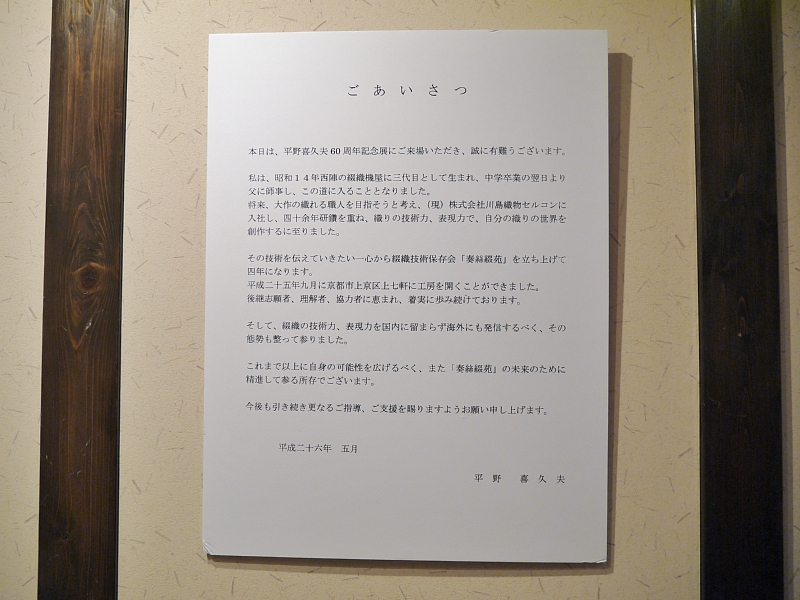 ごあいさつ
本日は、平野喜久夫60周年記念展にご来場いただき、誠に有難うございます。
私は、昭和14年西陣の綴織機屋に三代目として生まれ、中学卒業の翌日より
父に師事し、この道に入ることとなりました。
将来、大作の織れる職人を目指そうと考え、（現）株式会社川島織物セルコンに
入社し、四十余年研鑽を重ね、織りの技術力、表現力で、自分の織りの世界を
創作するに至りました。
その技術を伝えていきたい一心から綴織技術保存会「奏絲綴苑」を立ち上げて
四年になります。
平成二十五年九月に京都市上京区上七軒に工房を開くことができました。
後継志願者、理解者、協力者に恵まれ、着実に歩み続けております。
そして、綴織の技術力、表現力を国内に留まらず海外にも発信するべく、その
態勢も整って参りました。
これまで以上に自身の可能性を広げるべく、また「奏絲綴苑」の未来のために
精進して参る所存でございます。
今後も引き続き更なるご指導、ご支援を賜りますようお願い申し上げます。
平成二十六年　五月
平野　喜久夫